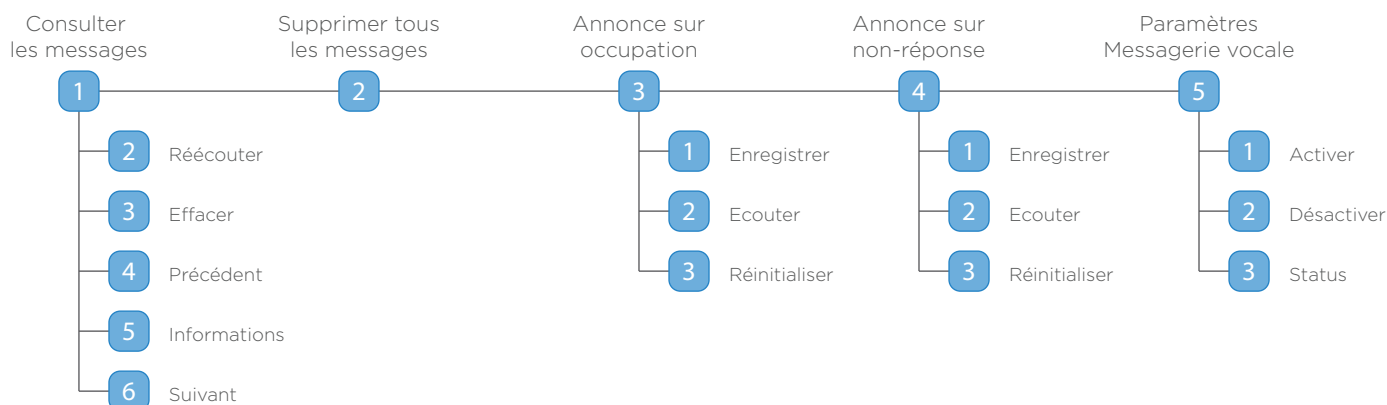 Consulter
les messages
Supprimer tous
les messages
Annonce sur
occupation
Annonce sur
non-réponse
Paramètres
Messagerie vocale
1
2
3
4
5
2 Réécouter
3 Effacer
4 Précédent
5 Informations
6 Suivant
1 Enregistrer
2 Ecouter
3 Réinitialiser
1 Enregistrer
2 Ecouter
3 Réinitialiser
1 Activer
2 Désactiver
3 Status